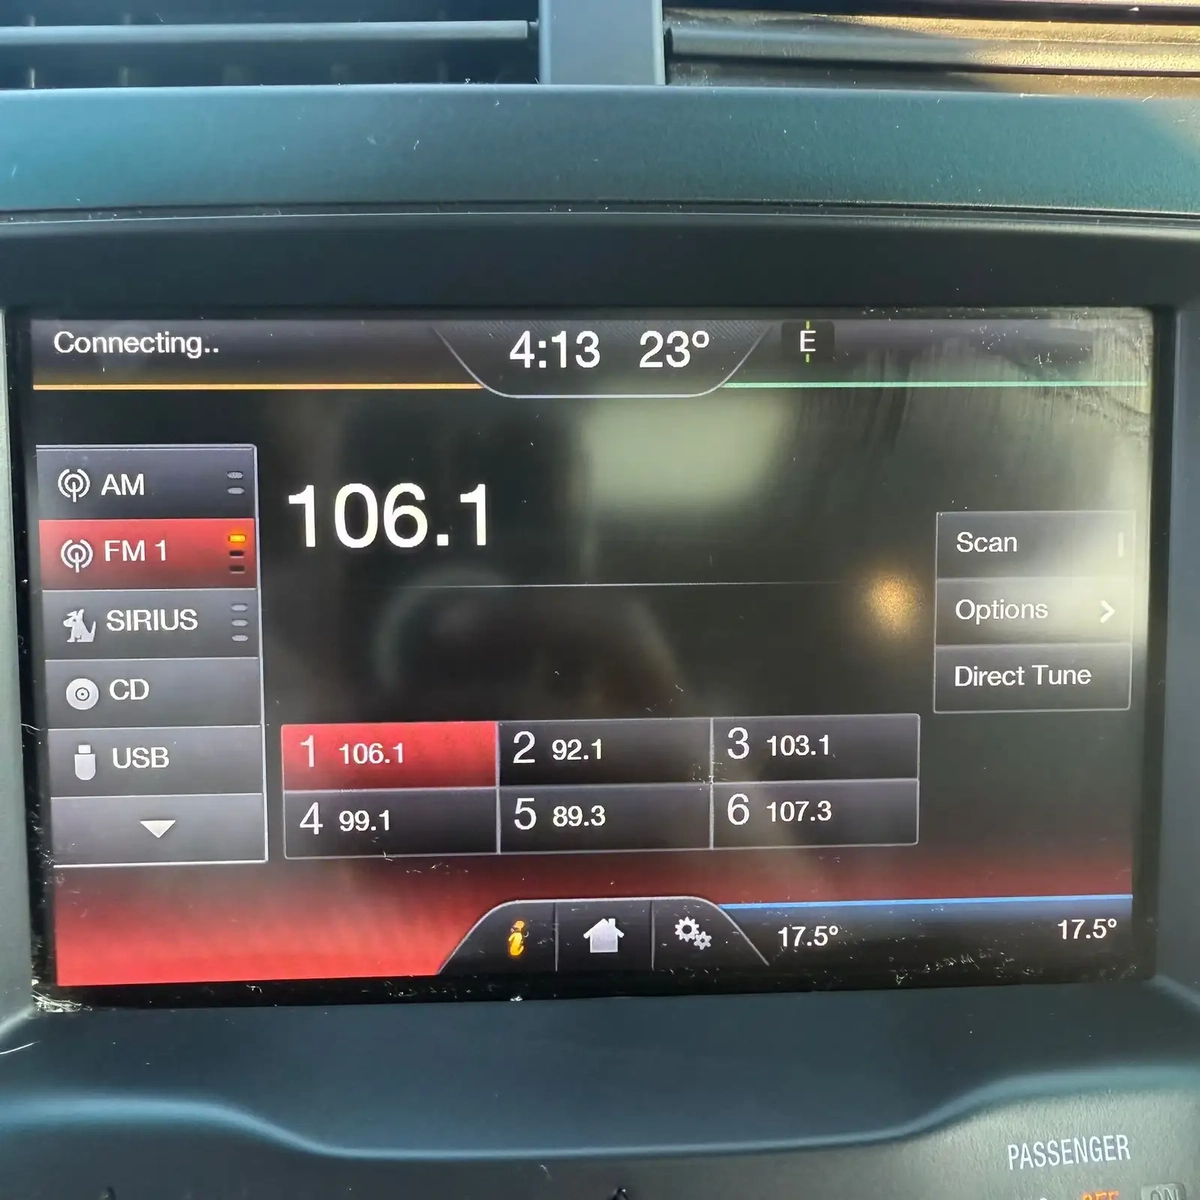 Connecting..
4:13 23° E
AM
FM 1
SIRIUS
CD
USB
106.1
Scan
Options
Direct Tune
1 106.1
2 92.1
3 103.1
4 99.1
5 89.3
6 107.3
i
17.5°
17.5°
PASSENGER
OFF
ON